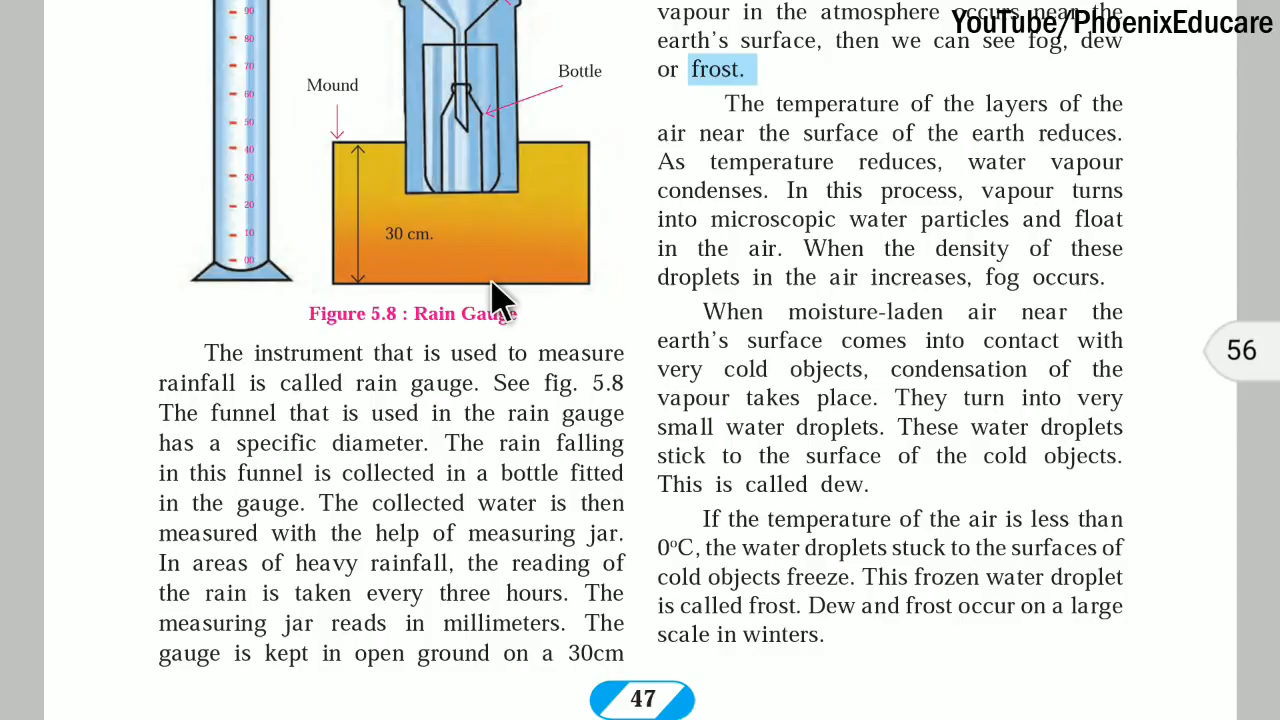 YouTube/PhoenixEducare
90
80
70
60
50
40
30
20
10
00
Mound
Bottle
30 cm.
Figure 5.8 : Rain Gauge
The instrument that is used to measure
rainfall is called rain gauge. See fig. 5.8
The funnel that is used in the rain gauge
has a specific diameter. The rain falling
in this funnel is collected in a bottle fitted
in the gauge. The collected water is then
measured with the help of measuring jar.
In areas of heavy rainfall, the reading of
the rain is taken every three hours. The
measuring jar reads in millimeters. The
gauge is kept in open ground on a 30cm
vapour in the atmosphere occurs near the
earth's surface, then we can see fog, dew
or frost.
The temperature of the layers of the
air near the surface of the earth reduces.
As temperature reduces, water vapour
condenses. In this process, vapour turns
into microscopic water particles and float
in the air. When the density of these
droplets in the air increases, fog occurs.
When moisture-laden air near the
earth's surface comes into contact with
very cold objects, condensation of the
vapour takes place. They turn into very
small water droplets. These water droplets
stick to the surface of the cold objects.
This is called dew.
If the temperature of the air is less than
0ºC, the water droplets stuck to the surfaces of
cold objects freeze. This frozen water droplet
is called frost. Dew and frost occur on a large
scale in winters.
56
47